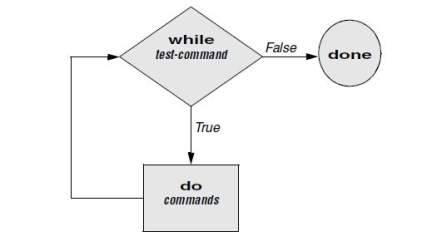 while
test-command
False
done
True
do
commands